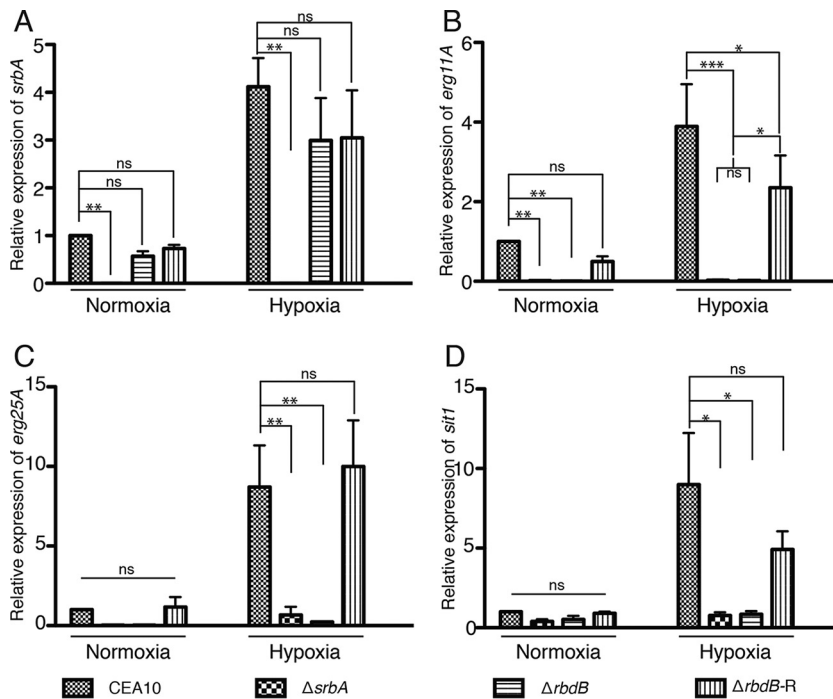 A
Relative expression of srbA
5
4
3
2
1
0
ns
ns
**
ns
ns
**
Normoxia
Hypoxia
B
Relative expression of erg11A
6
4
2
0
ns
**
**
*
***
*
ns
Normoxia
Hypoxia
C
Relative expression of erg25A
15
10
5
0
ns
ns
**
**
Normoxia
Hypoxia
D
Relative expression of sit1
15
10
5
0
ns
ns
*
*
Normoxia
Hypoxia
CEA10 ΔsrbA ΔrbdB ΔrbdB-R